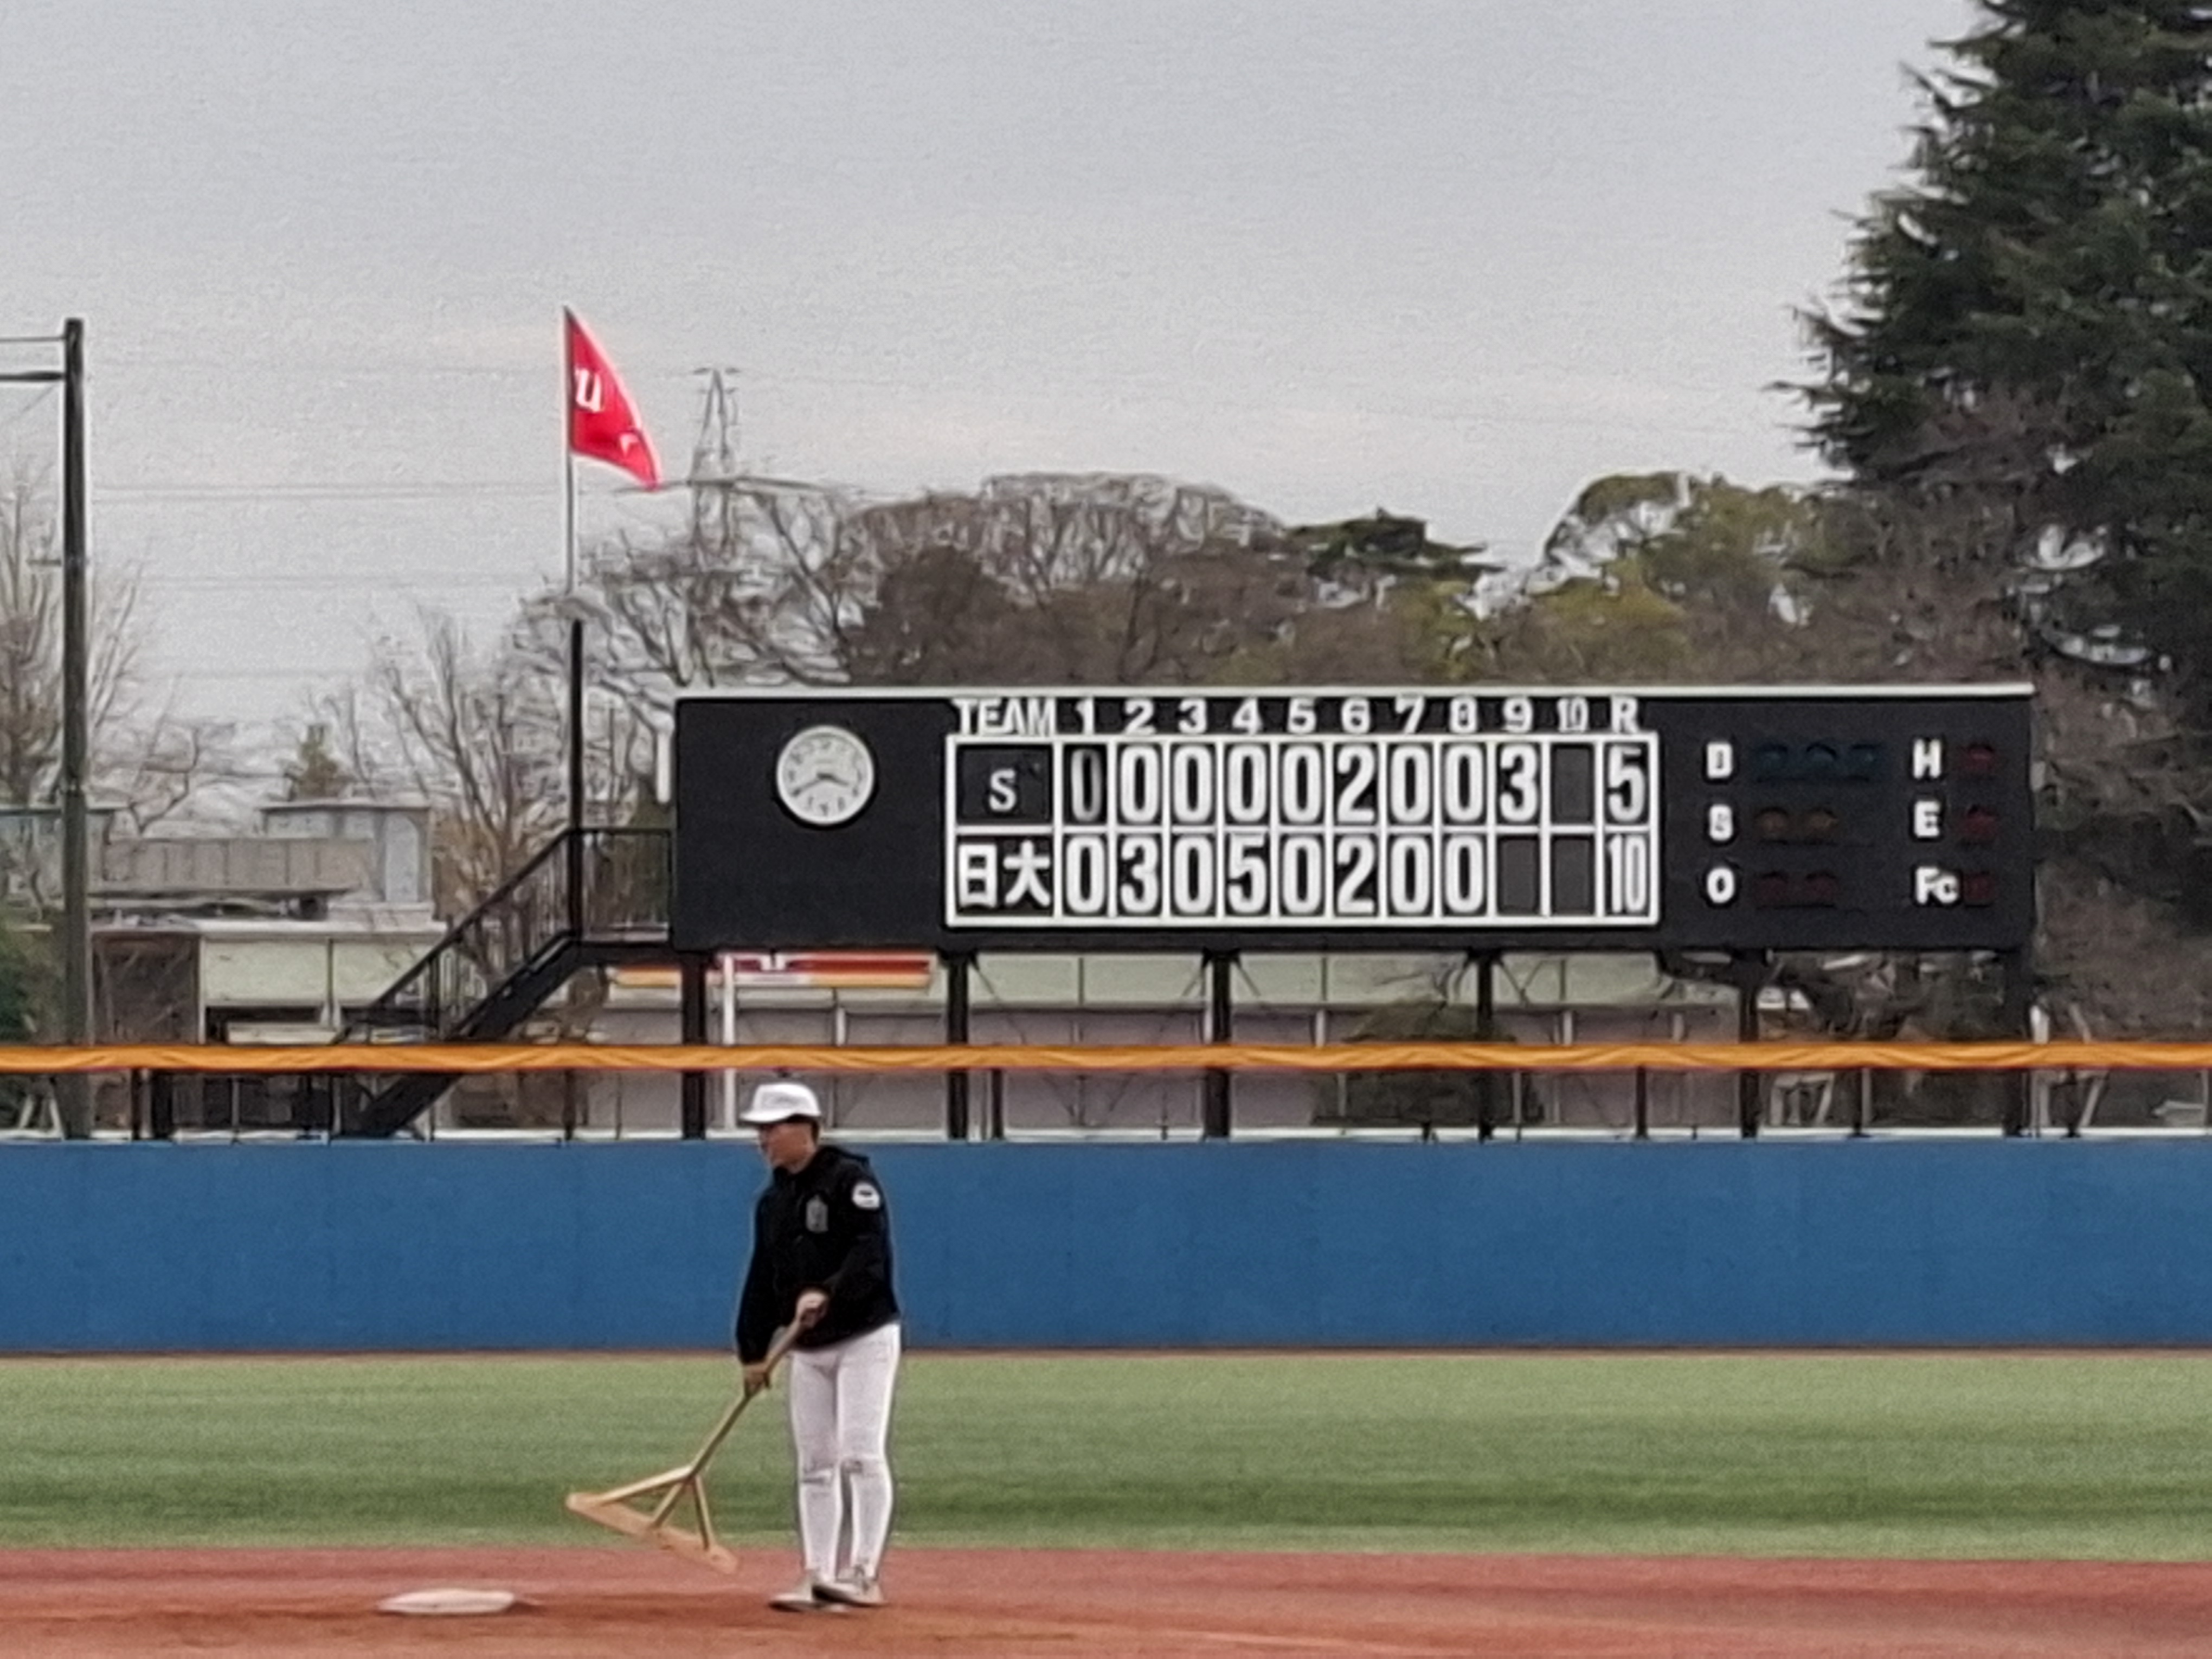 u
TEAM 1 2 3 4 5 6 7 8 9 10 R
S 0 0 0 0 0 2 0 0 3 5
日大 0 3 0 5 0 2 0 0 10
B H
S E
O Fc